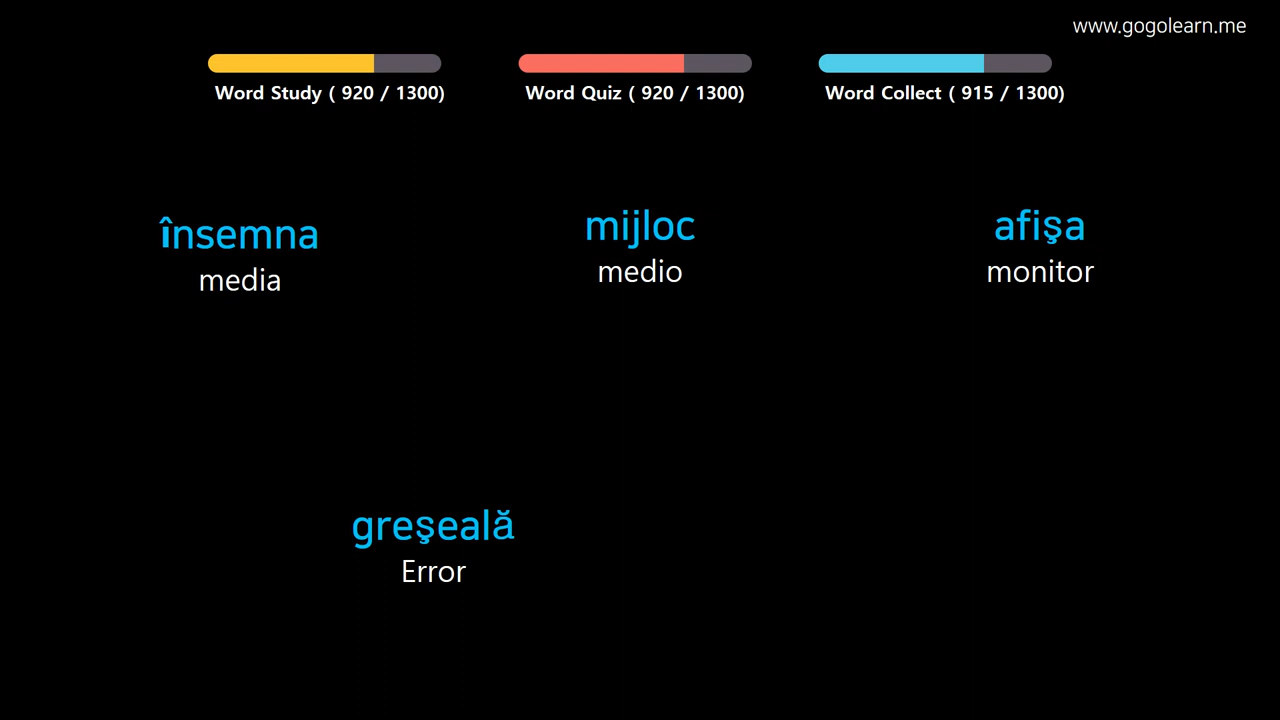 www.gogolearn.me
Word Study ( 920 / 1300)
Word Quiz ( 920 / 1300)
Word Collect ( 915 / 1300)
însemna
media
mijloc
medio
afişa
monitor
greşeală
Error